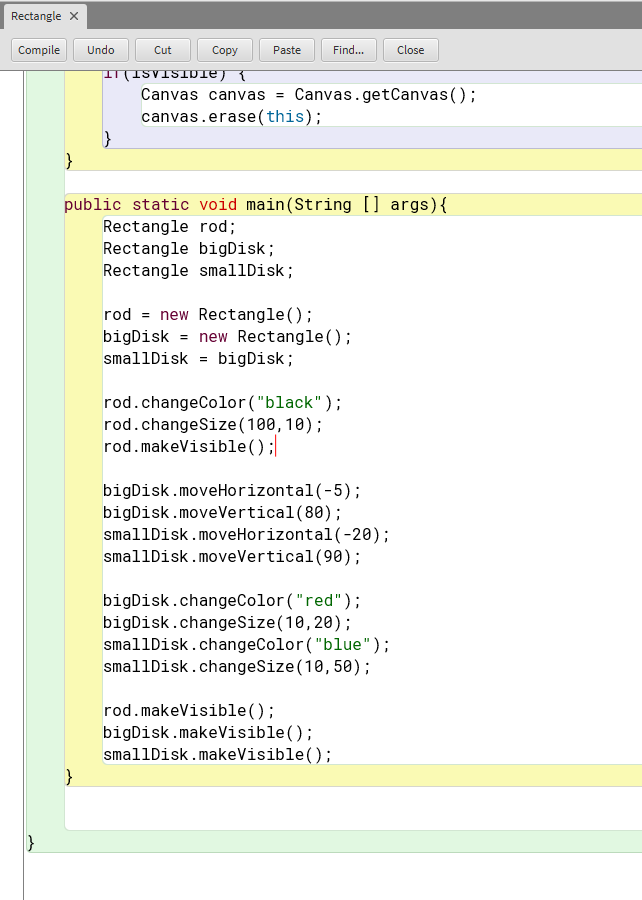 Rectangle ✕
Compile Undo Cut Copy Paste Find... Close
if(isVisible) {
Canvas canvas = Canvas.getCanvas();
canvas.erase(this);
}
}
public static void main(String [] args){
Rectangle rod;
Rectangle bigDisk;
Rectangle smallDisk;
rod = new Rectangle();
bigDisk = new Rectangle();
smallDisk = bigDisk;
rod.changeColor("black");
rod.changeSize(100,10);
rod.makeVisible();
bigDisk.moveHorizontal(-5);
bigDisk.moveVertical(80);
smallDisk.moveHorizontal(-20);
smallDisk.moveVertical(90);
bigDisk.changeColor("red");
bigDisk.changeSize(10,20);
smallDisk.changeColor("blue");
smallDisk.changeSize(10,50);
rod.makeVisible();
bigDisk.makeVisible();
smallDisk.makeVisible();
}
}